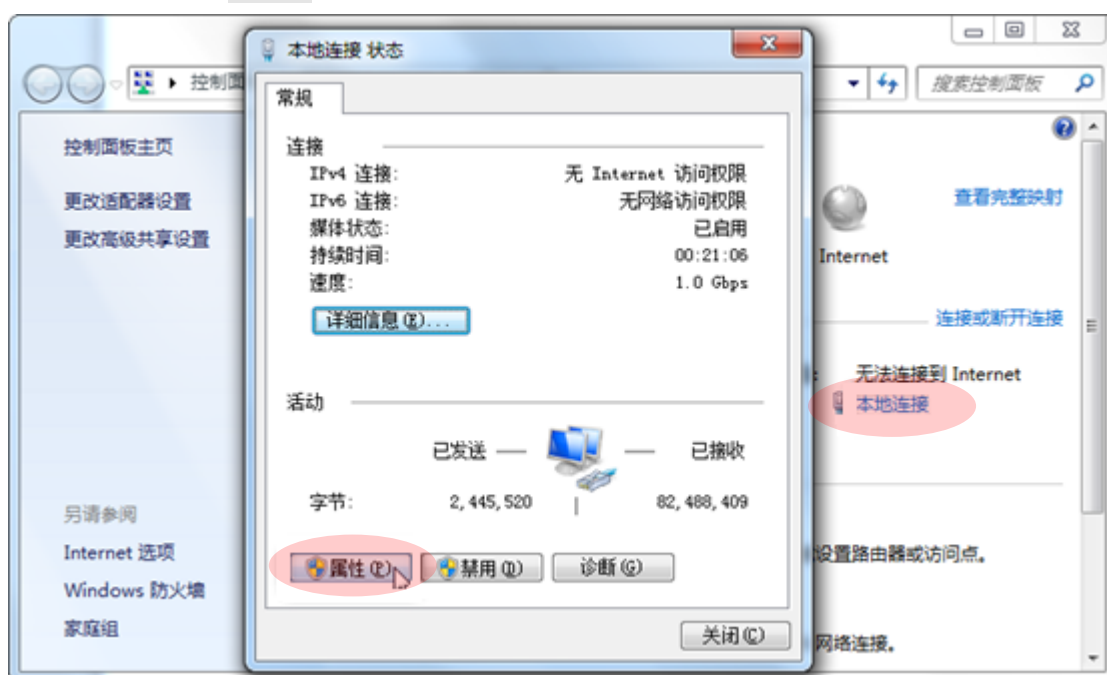 控制面
搜索控制面板
控制面板主页
更改适配器设置
更改高级共享设置
另请参阅
Internet 选项
Windows 防火墙
家庭组
本地连接 状态
常规
连接
IPv4 连接: 无 Internet 访问权限
IPv6 连接: 无网络访问权限
媒体状态: 已启用
持续时间: 00:21:06
速度: 1.0 Gbps
详细信息(E)...
活动
已发送 — — 已接收
字节: 2,445,520 | 82,488,409
属性(P) 禁用(D) 诊断(G)
关闭(C)
查看完整映射
Internet
连接或断开连接
: 无法连接到 Internet
本地连接
设置路由器或访问点。
网络连接。